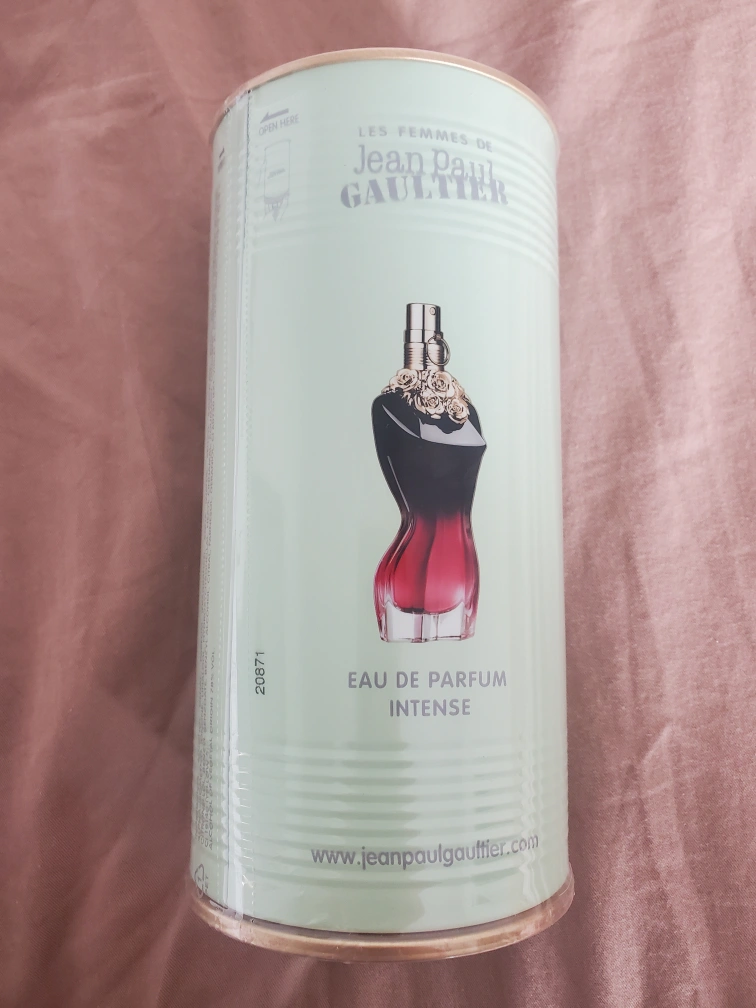 OPEN HERE
LES FEMMES DE
Jean Paul
GAULTIER
20871
EAU DE PARFUM
INTENSE
www.jeanpaulgaultier.com